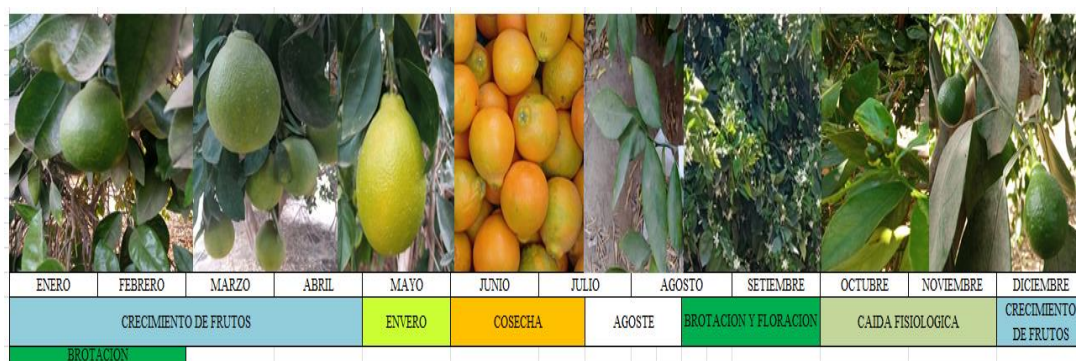 ENERO FEBRERO MARZO ABRIL MAYO JUNIO JULIO AGOSTO SETIEMBRE OCTUBRE NOVIEMBRE DICIEMBRE
CRECIMIENTO DE FRUTOS ENVERO COSECHA AGOSTE BROTACION Y FLORACION CAIDA FISIOLOGICA CRECIMIENTO DE FRUTOS
BROTACION